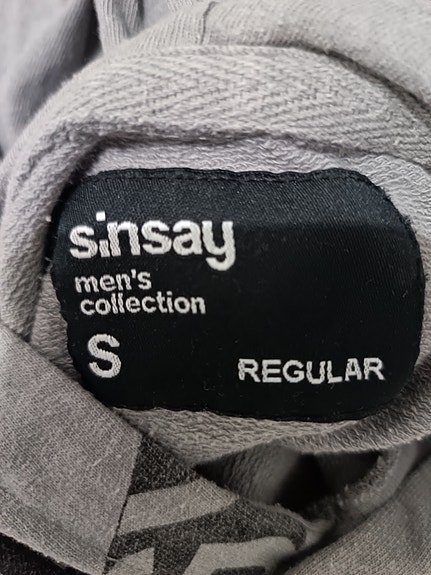 sinsay
men's
collection
S
REGULAR